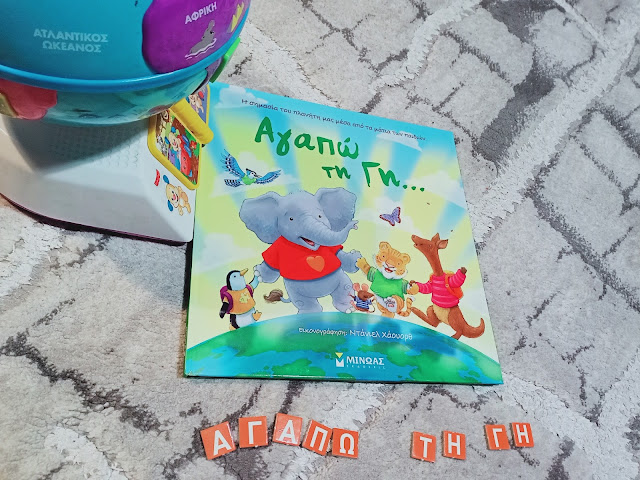 ΑΤΛΑΝΤΙΚΟΣ
ΩΚΕΑΝΟΣ
ΑΦΡΙΚΗ
Η σημασία του πλανήτη μας μέσα από τα μάτια των παιδιών
Αγαπώ
τη Γη...
Εικονογράφηση: Ντάνιελ Χάουαρθ
ΜΙΝΩΑΣ
ΑΓΑΠΩ ΤΗ ΓΗ